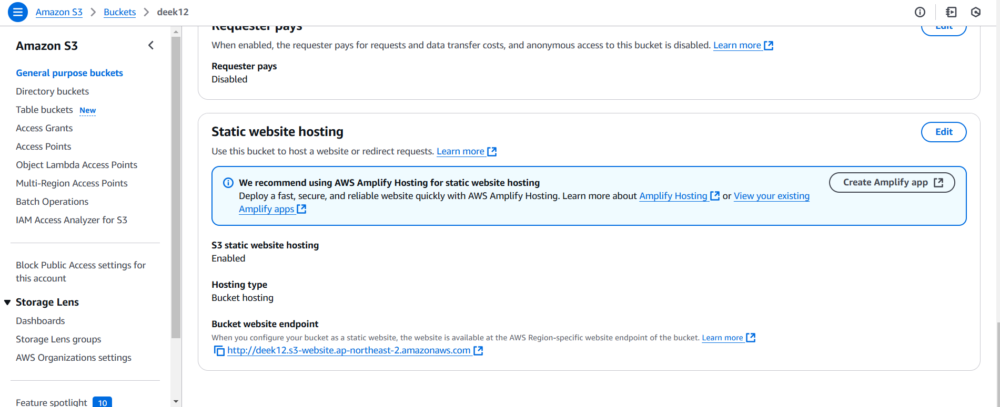 Amazon S3 > Buckets > deek12
Amazon S3
General purpose buckets
Directory buckets
Table buckets New
Access Grants
Access Points
Object Lambda Access Points
Multi-Region Access Points
Batch Operations
IAM Access Analyzer for S3
Block Public Access settings for
this account
Storage Lens
Dashboards
Storage Lens groups
AWS Organizations settings
Feature spotlight 10
Requester pays
Edit
When enabled, the requester pays for requests and data transfer costs, and anonymous access to this bucket is disabled. Learn more
Requester pays
Disabled
Static website hosting
Edit
Use this bucket to host a website or redirect requests. Learn more
We recommend using AWS Amplify Hosting for static website hosting
Create Amplify app
Deploy a fast, secure, and reliable website quickly with AWS Amplify Hosting. Learn more about Amplify Hosting or View your existing
Amplify apps
S3 static website hosting
Enabled
Hosting type
Bucket hosting
Bucket website endpoint
When you configure your bucket as a static website, the website is available at the AWS Region-specific website endpoint of the bucket. Learn more
http://deek12.s3-website.ap-northeast-2.amazonaws.com